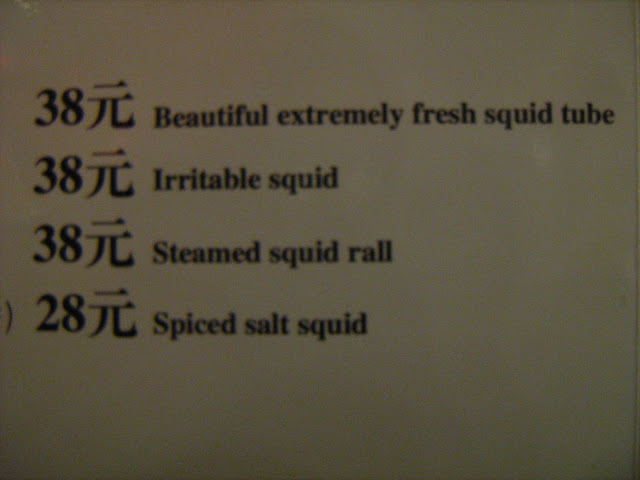 38元 Beautiful extremely fresh squid tube
38元 Irritable squid
38元 Steamed squid rall
) 28元 Spiced salt squid